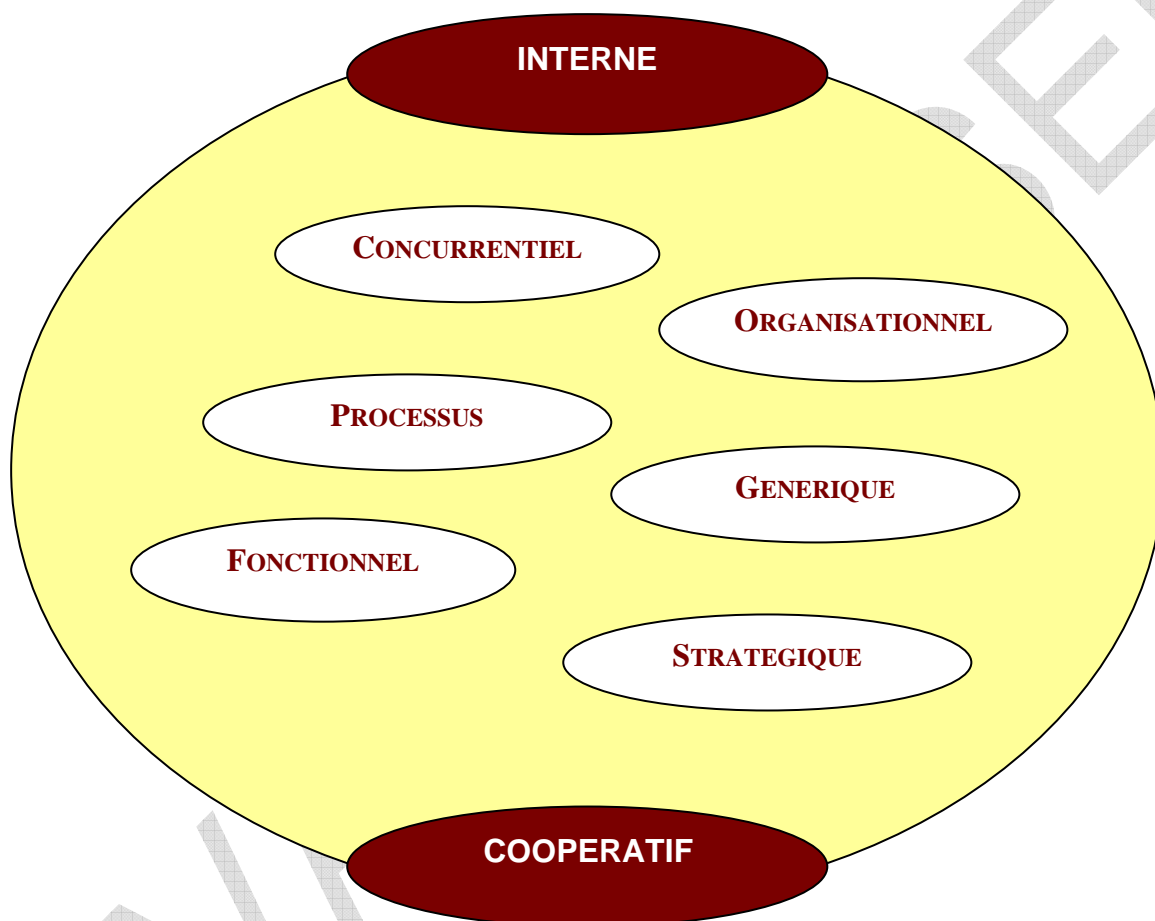 INTERNE
CONCURRENTIEL
ORGANISATIONNEL
PROCESSUS
GENERIQUE
FONCTIONNEL
STRATEGIQUE
COOPERATIF